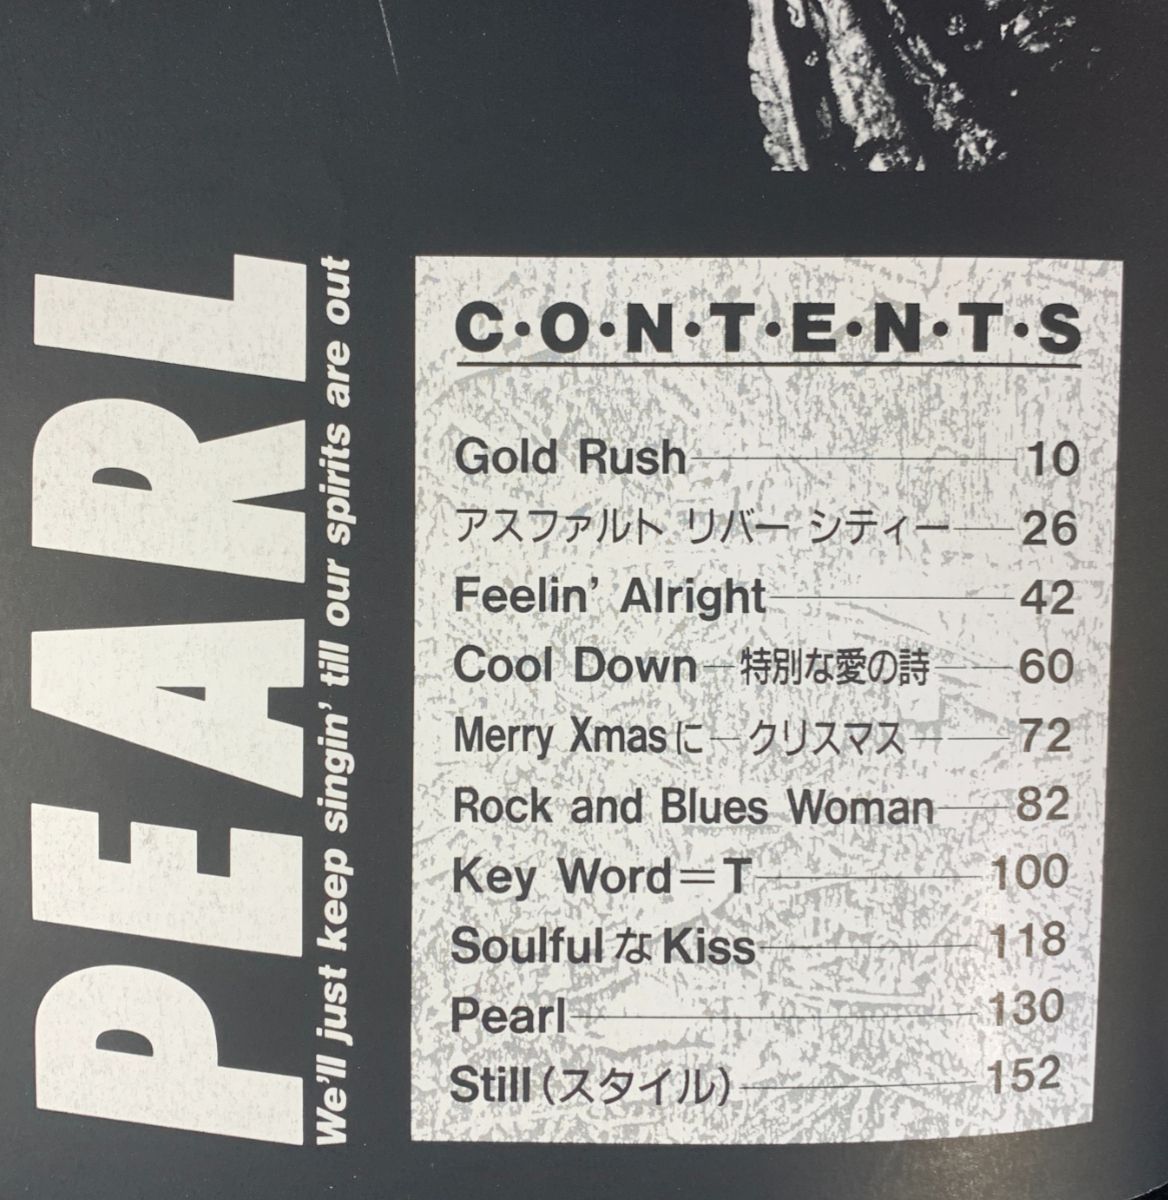 PEARL
We'll just keep singin' till our spirits are out
C·O·N·T·E·N·T·S
Gold Rush 10
アスファルト リバー シティー 26
Feelin' Alright 42
Cool Down—特別な愛の詩 60
Merry Xmasに—クリスマス 72
Rock and Blues Woman 82
Key Word=T 100
SoulfulなKiss 118
Pearl 130
Still(スタイル) 152